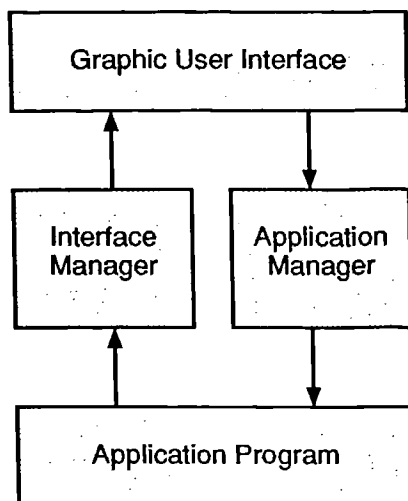 Graphic User Interface
Interface
Manager
Application
Manager
Application Program